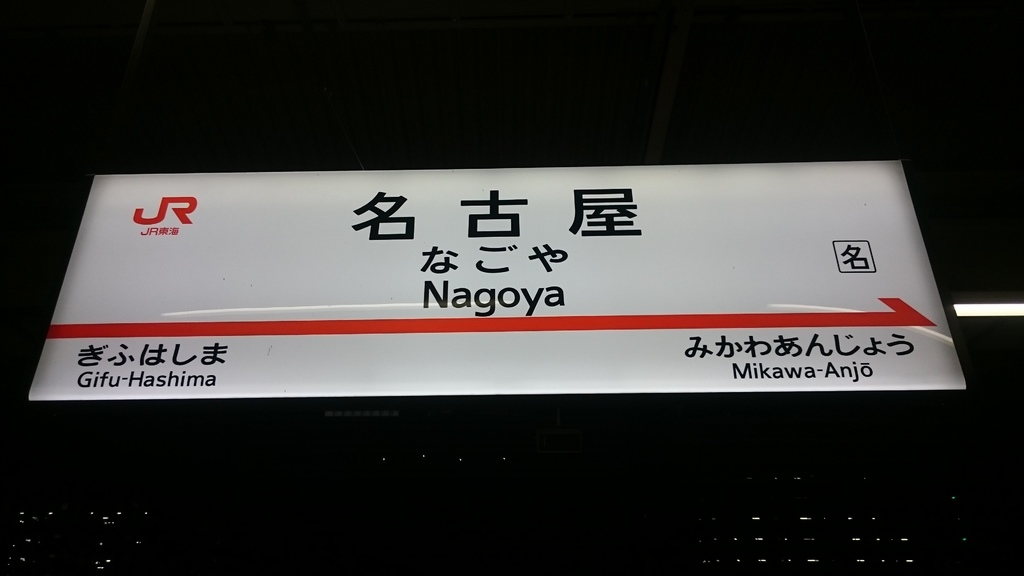 JR
JR東海
名古屋
なごや
名
Nagoya
ぎふはしま
Gifu-Hashima
みかわあんじょう
Mikawa-Anjō